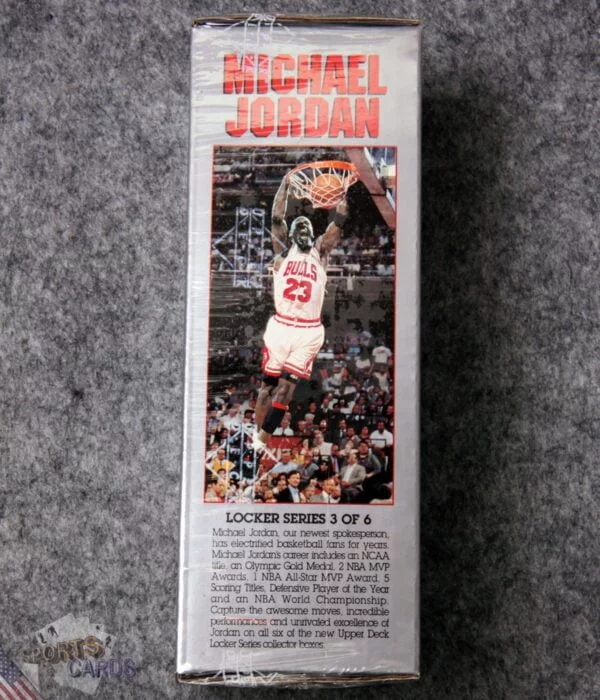 MICHAEL
JORDAN
BULLS
23
LOCKER SERIES 3 OF 6
Michael Jordan, our newest spokesperson,
has electrified basketball fans for years.
Michael Jordan's career includes an NCAA
title, an Olympic Gold Medal, 2 NBA MVP
Awards, 1 NBA All-Star MVP Award, 5
Scoring Titles, Defensive Player of the Year
and an NBA World Championship.
Capture the awesome moves, incredible
performances and unrivaled excellence of
Jordan on all six of the new Upper Deck
Locker Series collector boxes.
SPORTS
CARDS